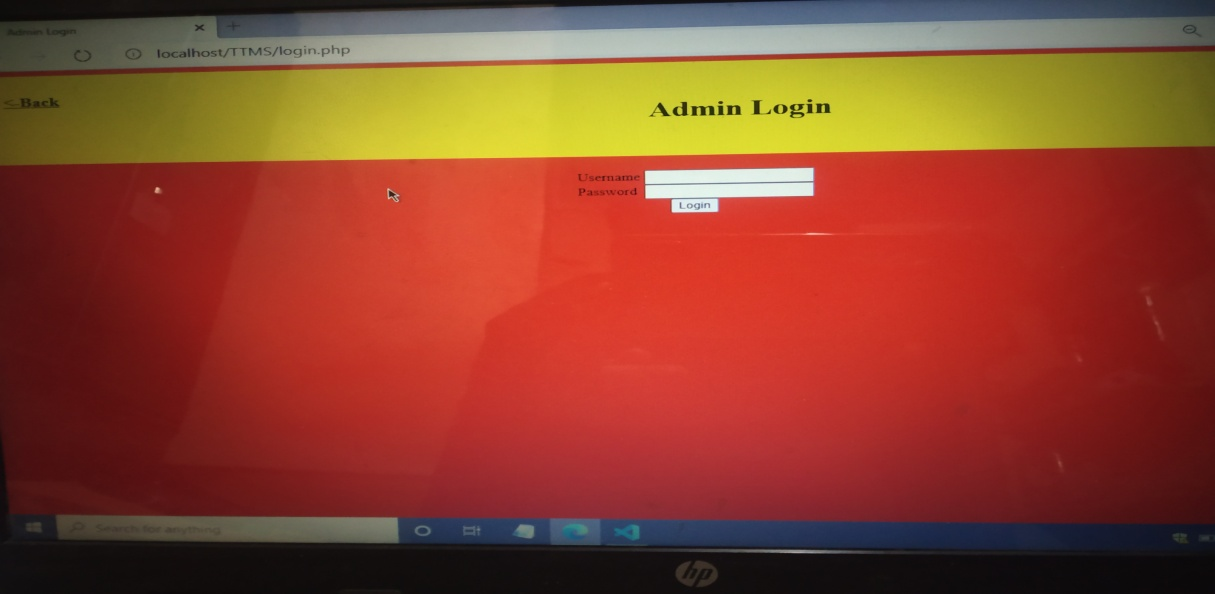 Admin Login
localhost/TTMS/login.php
<-Back
Admin Login
Username
Password
Login
Search for anything
hp